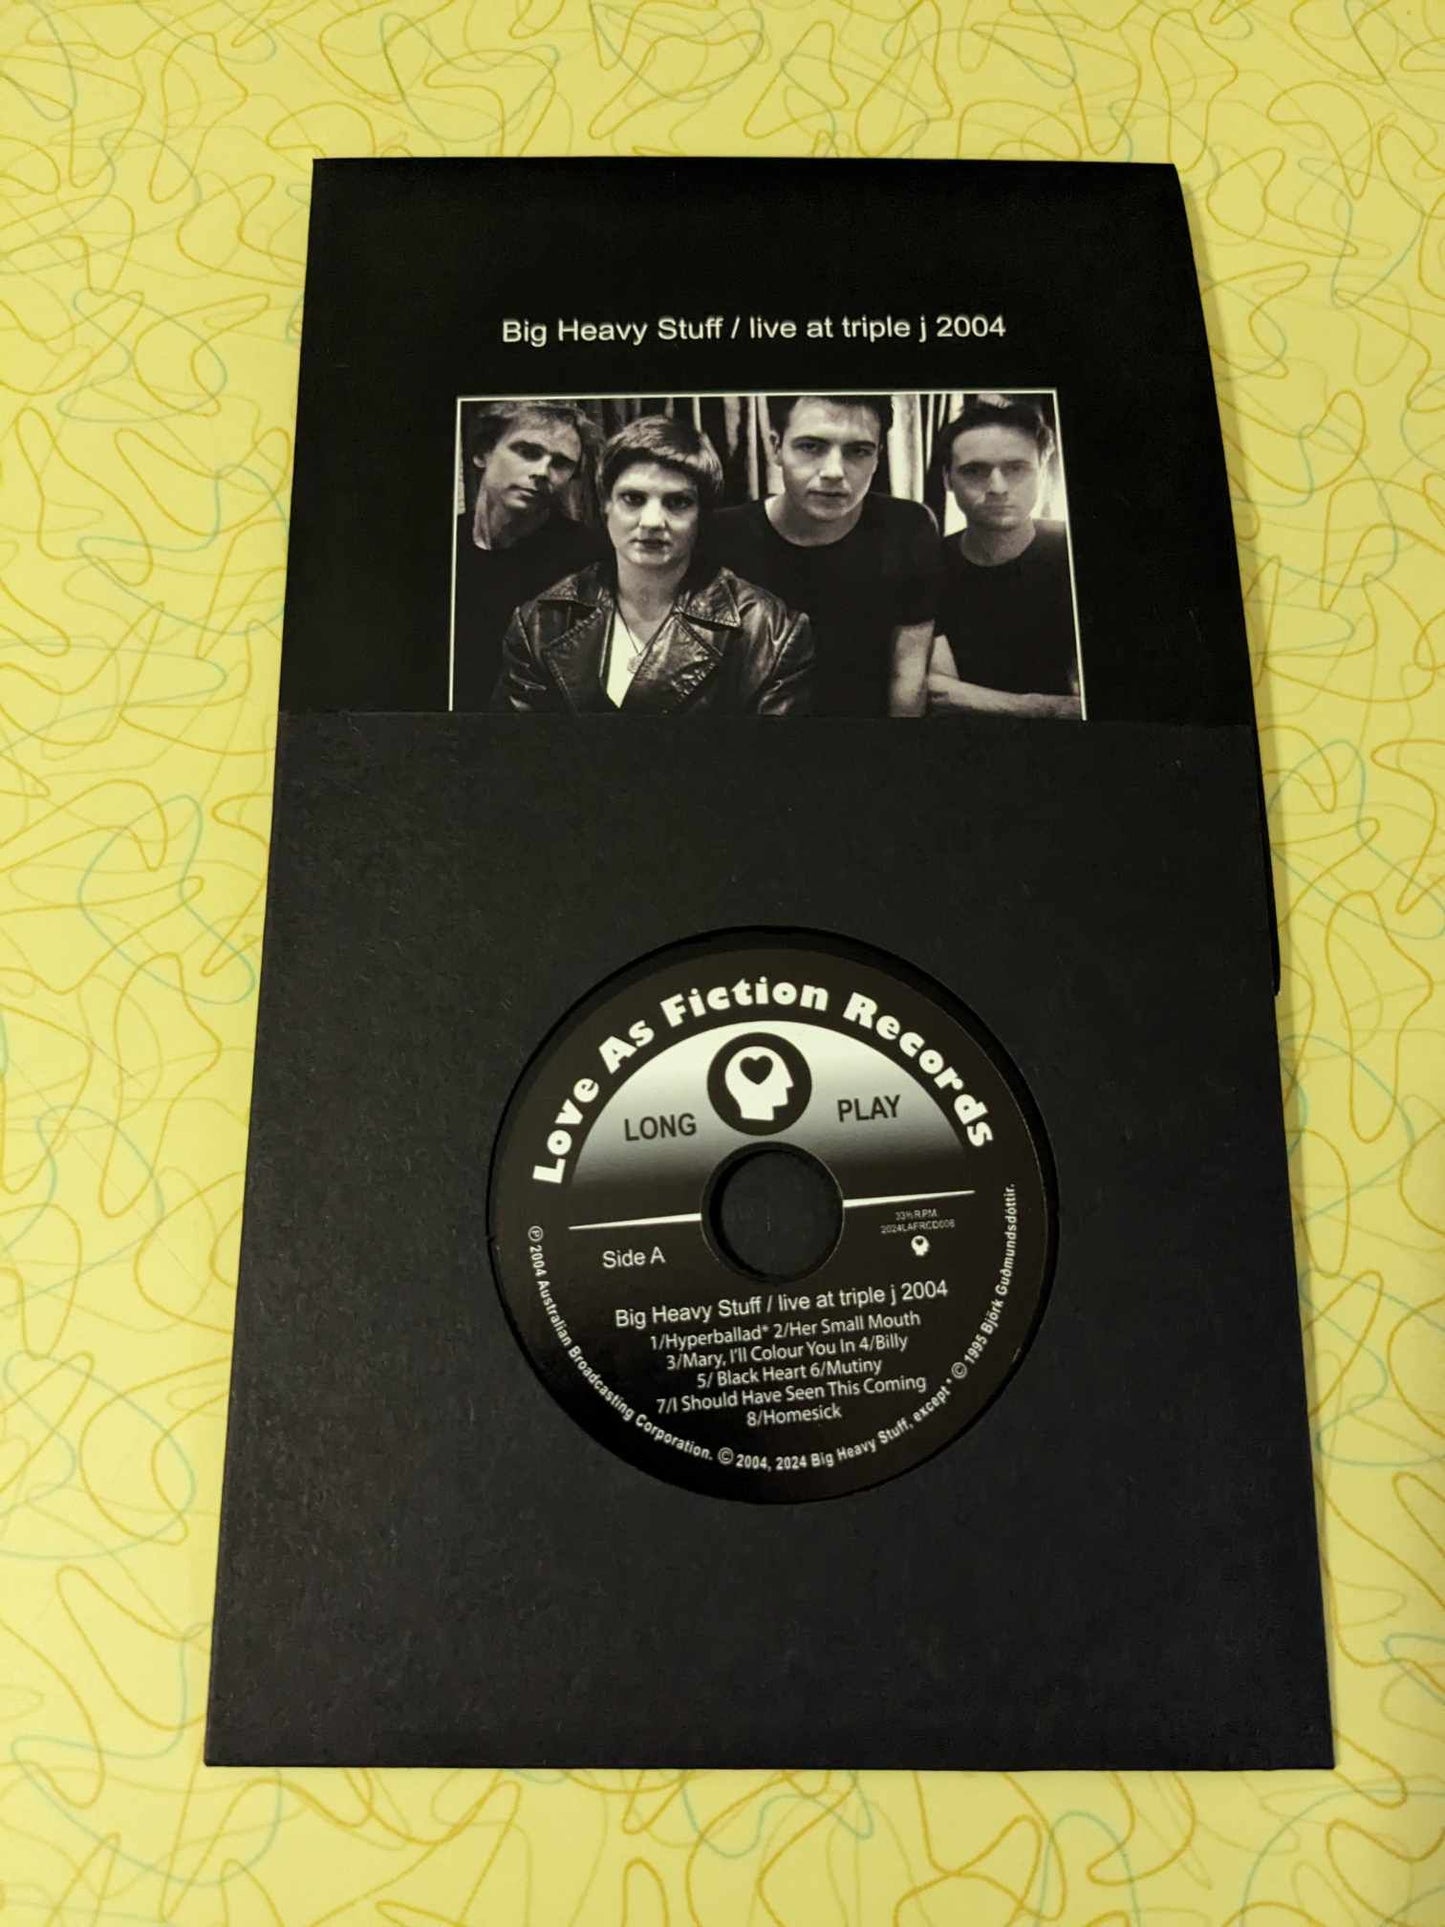 Big Heavy Stuff / live at triple j 2004
Love As Fiction Records
LONG PLAY
33⅓ R.P.M.
2024LAFRCD006
Side A
Big Heavy Stuff / live at triple j 2004
1/Hyperballad* 2/Her Small Mouth
3/Mary, I'll Colour You In 4/Billy
5/ Black Heart 6/Mutiny
7/I Should Have Seen This Coming
8/Homesick
℗ 2004 Australian Broadcasting Corporation. © 2004, 2024 Big Heavy Stuff, except * © 1995 Björk Guðmundsdóttir.